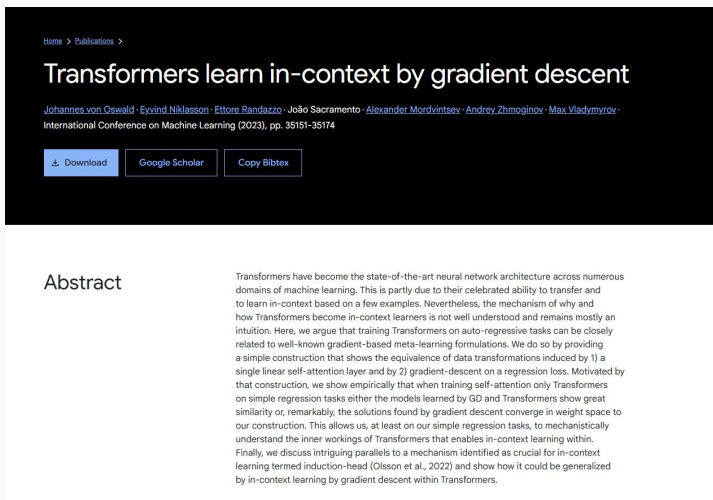 Home > Publications >
Transformers learn in-context by gradient descent
Johannes von Oswald · Eyvind Niklasson · Ettore Randazzo · João Sacramento · Alexander Mordvintsev · Andrey Zhmoginov · Max Vladymyrov ·
International Conference on Machine Learning (2023), pp. 35151-35174
Download Google Scholar Copy Bibtex
Abstract
Transformers have become the state-of-the-art neural network architecture across numerous
domains of machine learning. This is partly due to their celebrated ability to transfer and
to learn in-context based on a few examples. Nevertheless, the mechanism of why and
how Transformers become in-context learners is not well understood and remains mostly an
intuition. Here, we argue that training Transformers on auto-regressive tasks can be closely
related to well-known gradient-based meta-learning formulations. We do so by providing
a simple construction that shows the equivalence of data transformations induced by 1) a
single linear self-attention layer and by 2) gradient-descent on a regression loss. Motivated by
that construction, we show empirically that when training self-attention only Transformers
on simple regression tasks either the models learned by GD and Transformers show great
similarity or, remarkably, the solutions found by gradient descent converge in weight space to
our construction. This allows us, at least on our simple regression tasks, to mechanistically
understand the inner workings of Transformers that enables in-context learning within.
Finally, we discuss intriguing parallels to a mechanism identified as crucial for in-context
learning termed induction-head (Olsson et al., 2022) and show how it could be generalized
by in-context learning by gradient descent within Transformers.